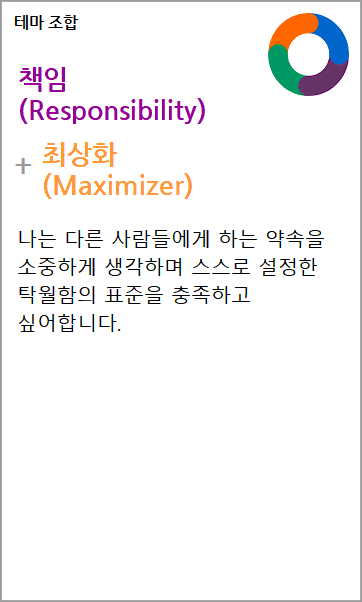 테마 조합
책임
(Responsibility)
+ 최상화
(Maximizer)
나는 다른 사람들에게 하는 약속을
소중하게 생각하며 스스로 설정한
탁월함의 표준을 충족하고
싶어합니다.